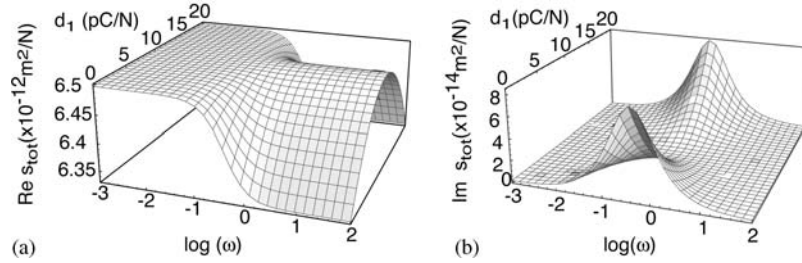 d1 (pC/N)
0 5 10 15 20
Re stot(x10-12m2/N)
6.5
6.45
6.4
6.35
-3 -2 -1 0 1 2
log (ω)
(a)
d1(pC/N)
0 5 10 15 20
Im stot(x10-14m2/N)
8
6
4
2
0
-3 -2 -1 0 1 2
log(ω)
(b)